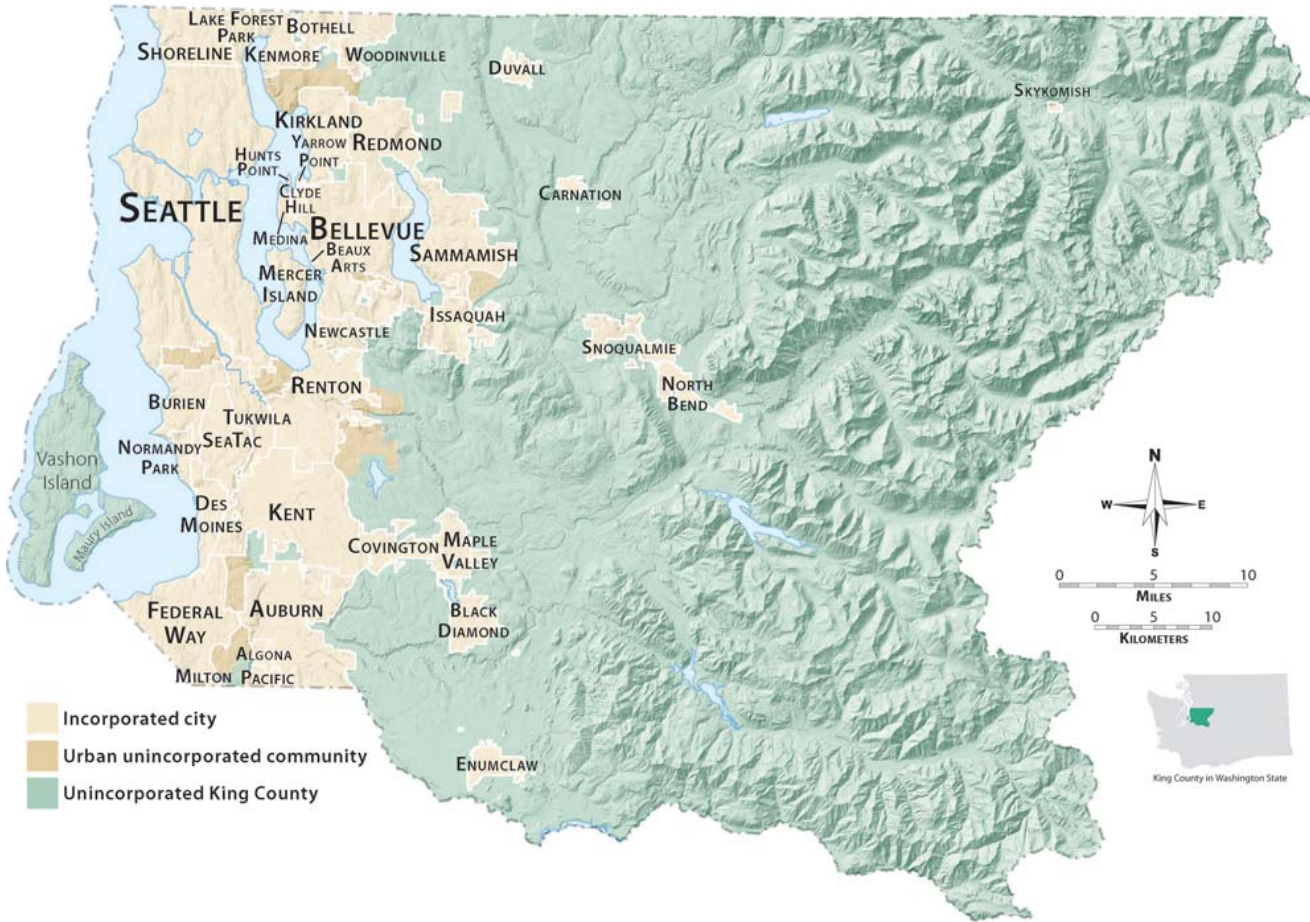 LAKE FOREST
PARK
BOTHELL
SHORELINE
KENMORE
WOODINVILLE
DUVALL
SKYKOMISH
KIRKLAND
YARROW
POINT
REDMOND
HUNTS
POINT
CLYDE
HILL
CARNATION
SEATTLE
MEDINA
BELLEVUE
BEAUX
ARTS
SAMMAMISH
MERCER
ISLAND
NEWCASTLE
ISSAQUAH
SNOQUALMIE
NORTH
BEND
RENTON
BURIEN
TUKWILA
SEATAC
NORMANDY
PARK
Vashon
Island
Maury Island
DES
MOINES
KENT
COVINGTON
MAPLE
VALLEY
BLACK
DIAMOND
FEDERAL
WAY
AUBURN
ALGONA
MILTON
PACIFIC
ENUMCLAW
N
W
E
S
0 5 10
MILES
0 5 10
KILOMETERS
Incorporated city
Urban unincorporated community
Unincorporated King County
King County in Washington State